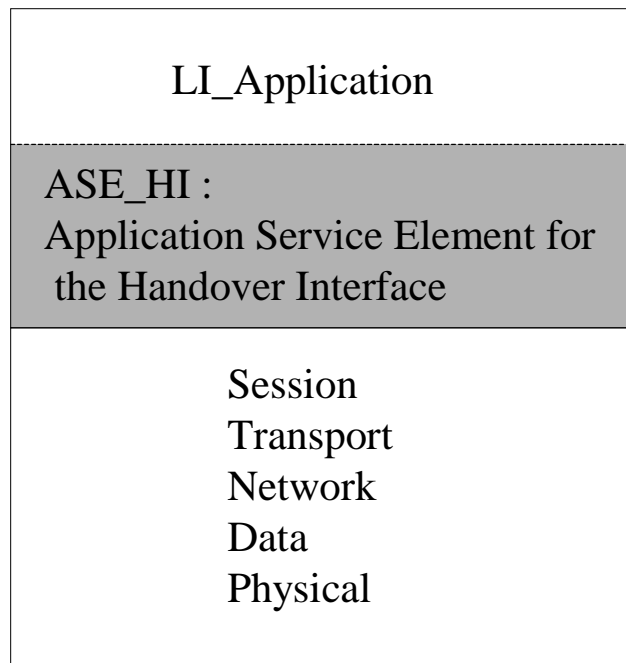 LI_Application
ASE_HI :
Application Service Element for
the Handover Interface
Session
Transport
Network
Data
Physical